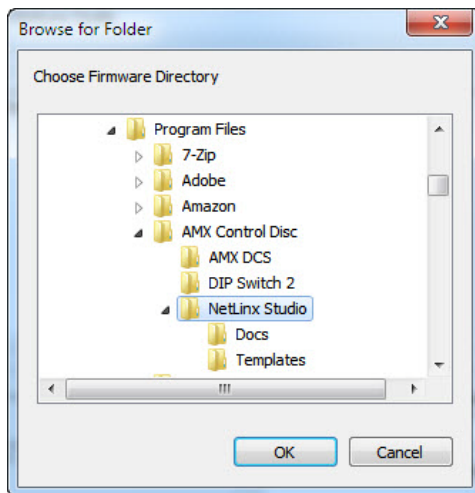 Browse for Folder
Choose Firmware Directory
Program Files
7-Zip
Adobe
Amazon
AMX Control Disc
AMX DCS
DIP Switch 2
NetLinx Studio
Docs
Templates
OK Cancel